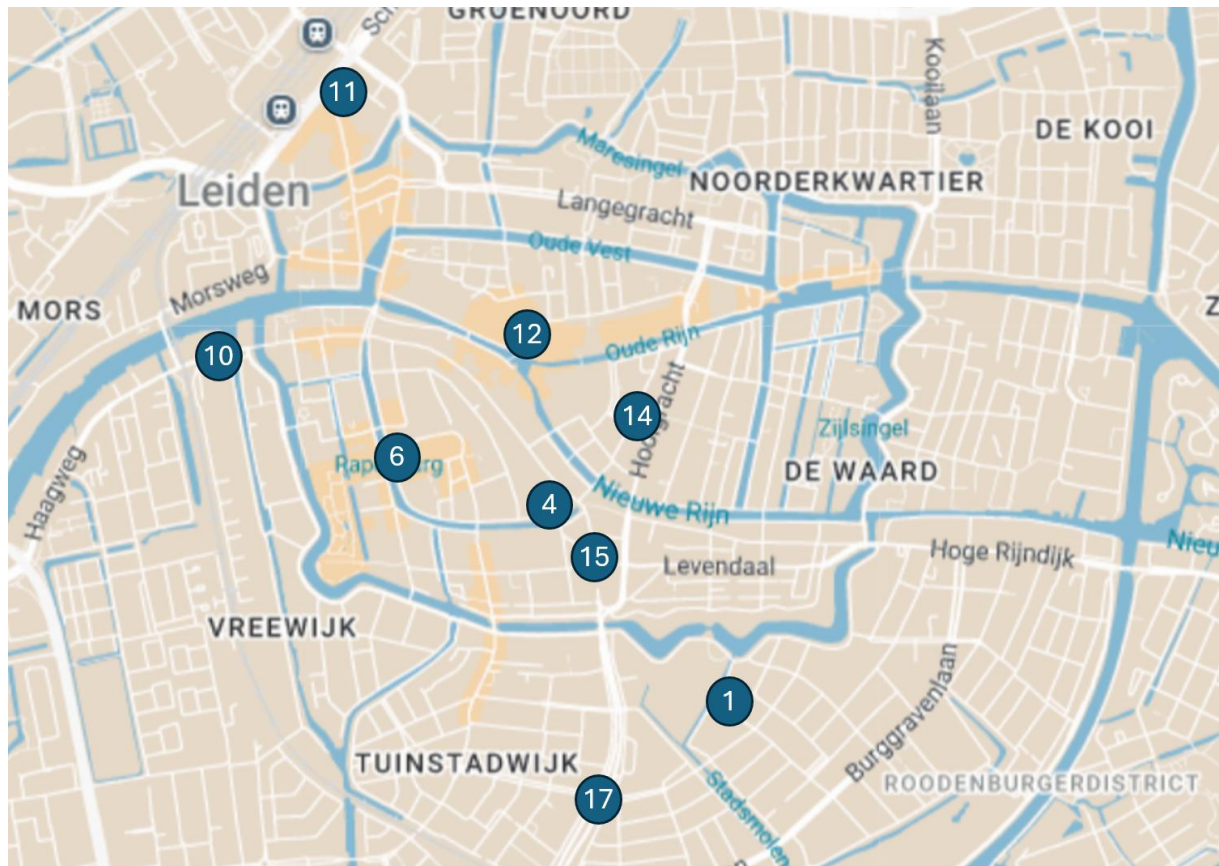 GROENOORD
Sch
11
Kooilaan
DE KOOI
Maresingel
Leiden
NOORDERKWARTIER
Langegracht
Oude Vest
Morsweg
MORS
Z
10
12
Oude Rijn
14
Hooigracht
Zijlsingel
6
DE WAARD
Haagweg
4
Nieuwe Rijn
15
Levendaal
Hoge Rijndijk
Nieu
VREEWIJK
1
Burggravenlaan
TUINSTADWIJK
17
Stadsmolen
ROODENBURGERDISTRICT